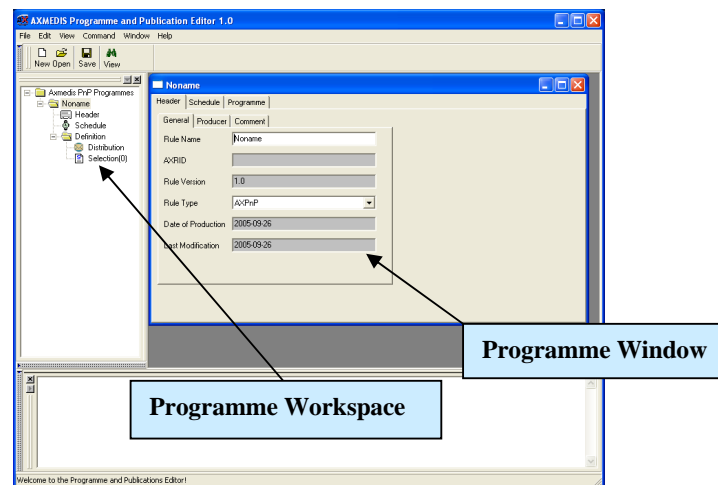 AXMEDIS Programme and Publication Editor 1.0
File Edit View Command Window Help
New Open Save View
Axmedis PnP Programmes
Noname
Header
Schedule
Definition
Distribution
Selection(0)
Noname
Header Schedule Programme
General Producer Comment
Rule Name Noname
AXRID
Rule Version 1.0
Rule Type AXPnP
Date of Production 2005-09-26
Last Modification 2005-09-26
Programme Window
Programme Workspace
Welcome to the Programme and Publications Editor!